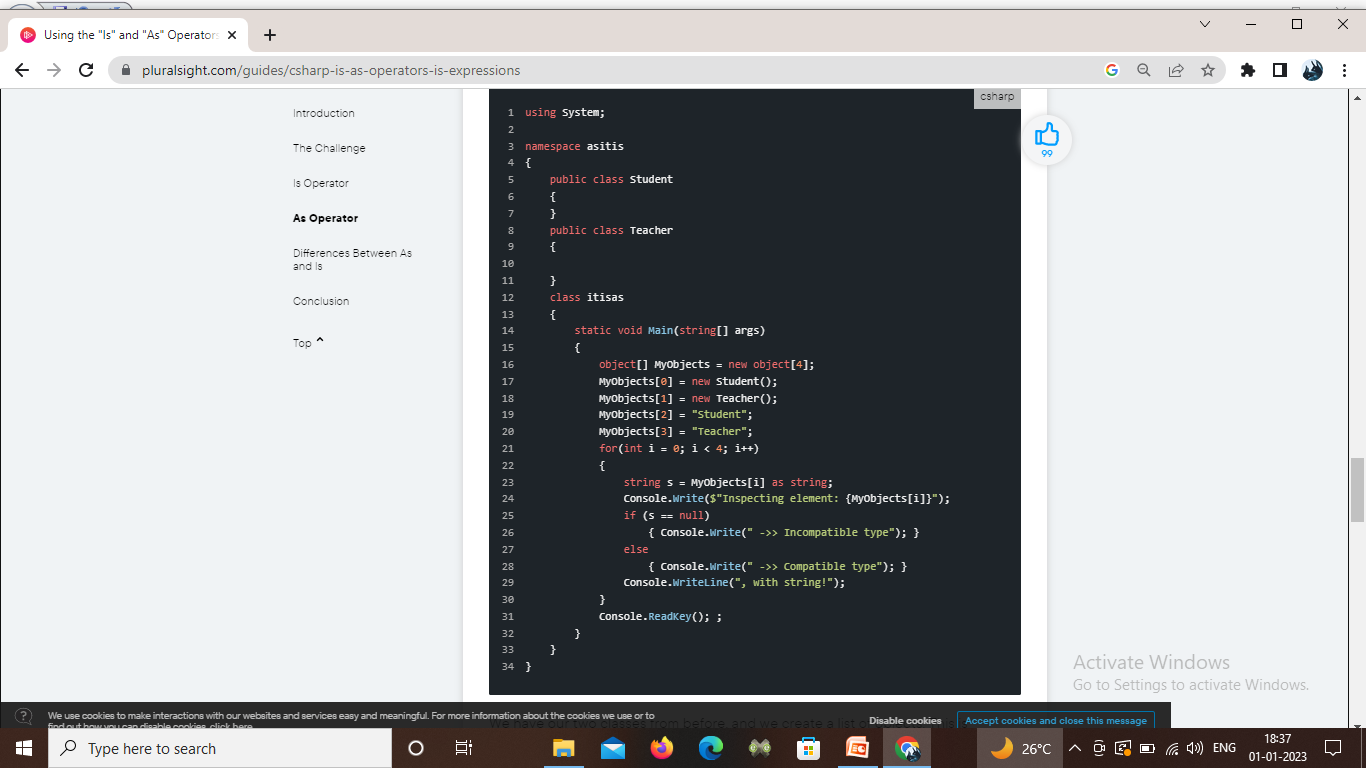 Using the "Is" and "As" Operators
pluralsight.com/guides/csharp-is-as-operators-is-expressions
Introduction
The Challenge
Is Operator
As Operator
Differences Between As
and Is
Conclusion
Top
csharp
99
1 using System;
2
3 namespace asitis
4 {
5 public class Student
6 {
7 }
8 public class Teacher
9 {
10
11 }
12 class itisas
13 {
14 static void Main(string[] args)
15 {
16 object[] MyObjects = new object[4];
17 MyObjects[0] = new Student();
18 MyObjects[1] = new Teacher();
19 MyObjects[2] = "Student";
20 MyObjects[3] = "Teacher";
21 for(int i = 0; i < 4; i++)
22 {
23 string s = MyObjects[i] as string;
24 Console.Write($"Inspecting element: {MyObjects[i]}");
25 if (s == null)
26 { Console.Write(" ->> Incompatible type"); }
27 else
28 { Console.Write(" ->> Compatible type"); }
29 Console.WriteLine(", with string!");
30 }
31 Console.ReadKey(); ;
32 }
33 }
34 }
Activate Windows
Go to Settings to activate Windows.
We use cookies to make interactions with our websites and services easy and meaningful. For more information about the cookies we use or to
find out how you can disable cookies, click here.
Disable cookies
Accept cookies and close this message
Type here to search
26°C
ENG
18:37
01-01-2023